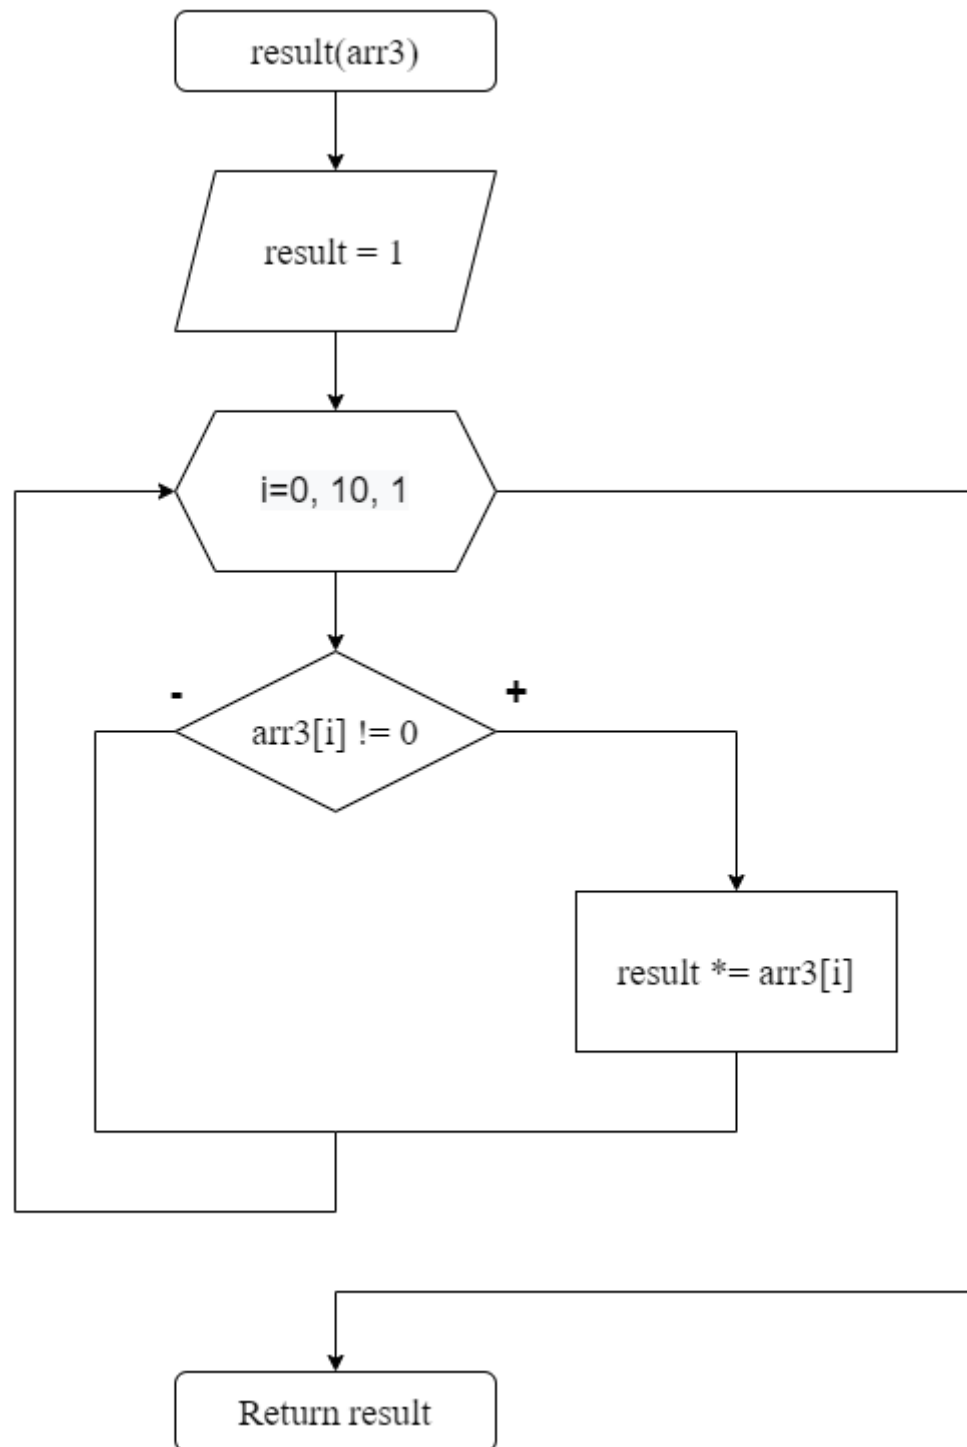 result(arr3)
result = 1
i=0, 10, 1
-
+
arr3[i] != 0
result *= arr3[i]
Return result